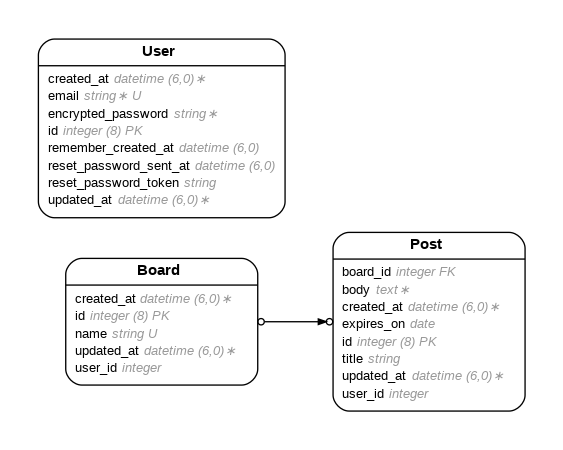 User
created_at datetime (6,0)∗
email string∗ U
encrypted_password string∗
id integer (8) PK
remember_created_at datetime (6,0)
reset_password_sent_at datetime (6,0)
reset_password_token string
updated_at datetime (6,0)∗
Board
created_at datetime (6,0)∗
id integer (8) PK
name string U
updated_at datetime (6,0)∗
user_id integer
Post
board_id integer FK
body text∗
created_at datetime (6,0)∗
expires_on date
id integer (8) PK
title string
updated_at datetime (6,0)∗
user_id integer